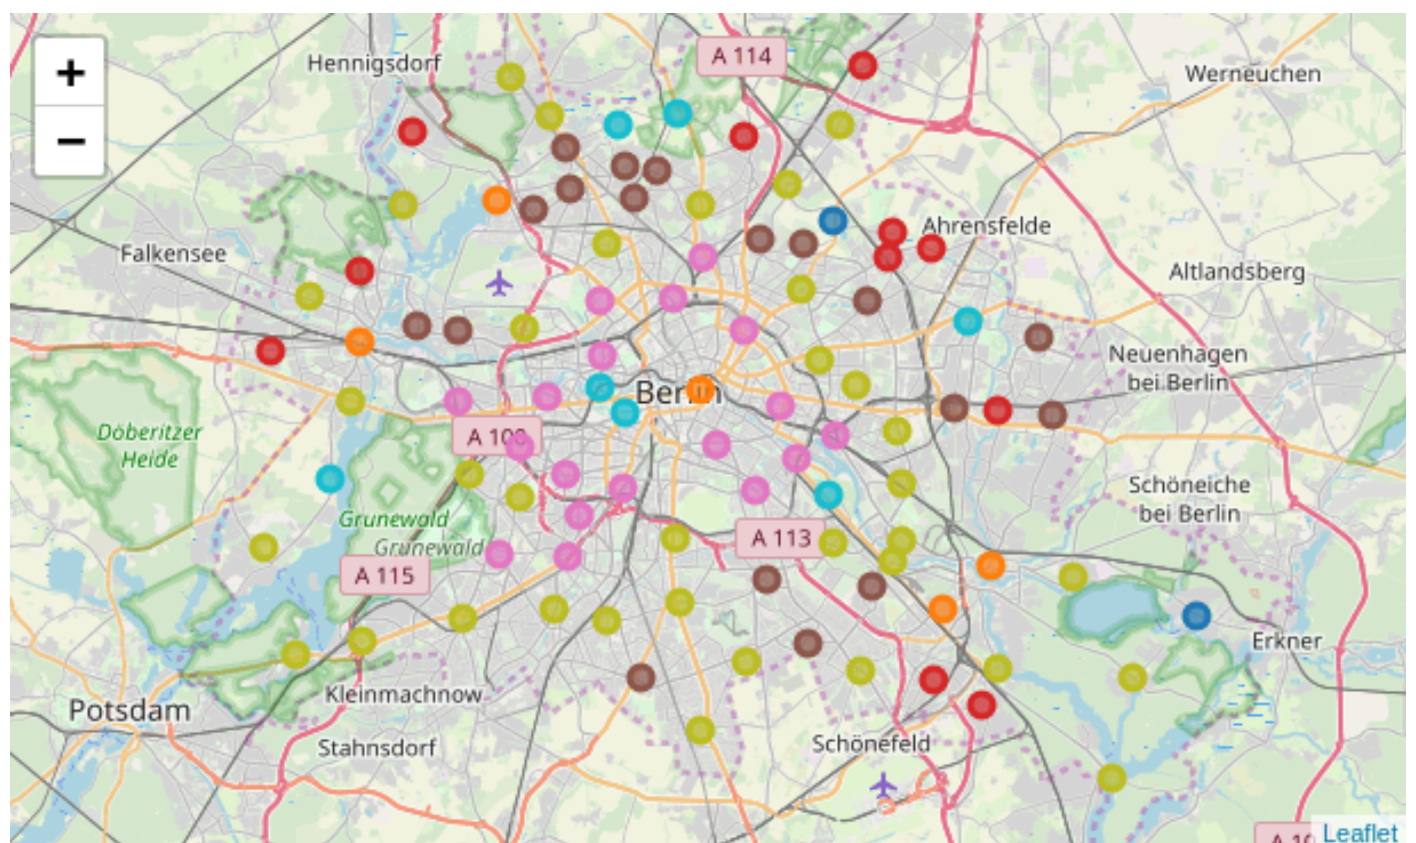 +
−
Hennigsdorf
A 114
Werneuchen
Falkensee
Ahrensfelde
Altlandsberg
Neuenhagen
bei Berlin
Berlin
Döberitzer
Heide
A 100
Schöneiche
bei Berlin
Grunewald
Grunewald
A 113
A 115
Erkner
Kleinmachnow
Potsdam
Stahnsdorf
Schönefeld
A 10
Leaflet